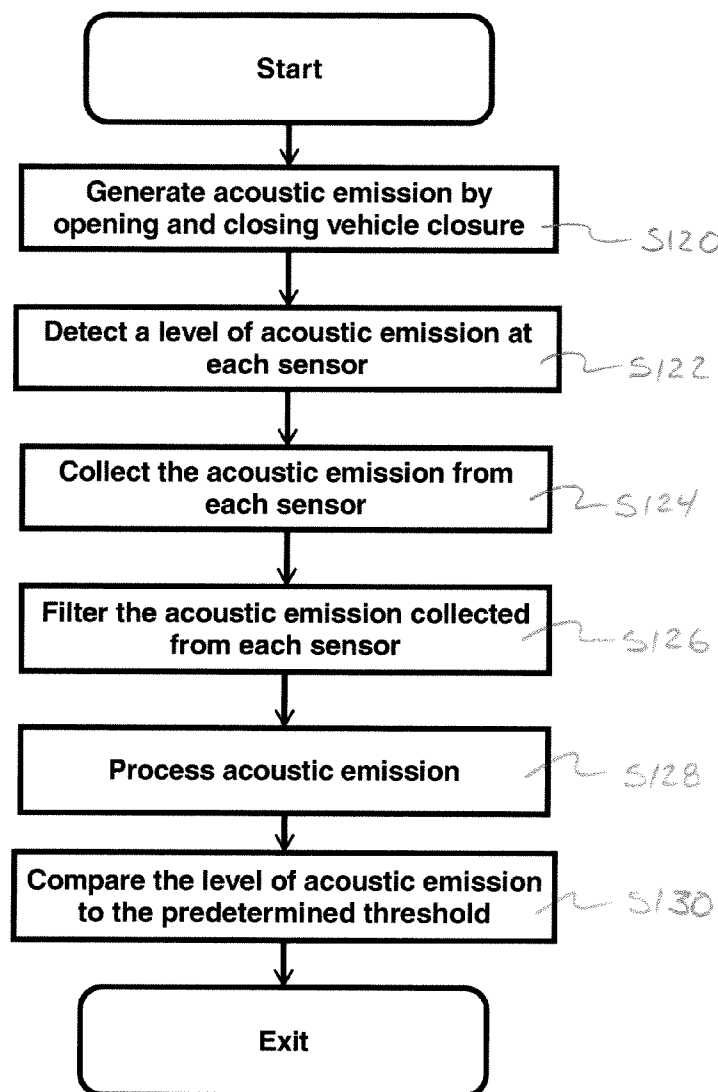 Start
Generate acoustic emission by
opening and closing vehicle closure
S120
Detect a level of acoustic emission at
each sensor
S122
Collect the acoustic emission from
each sensor
S124
Filter the acoustic emission collected
from each sensor
S126
Process acoustic emission
S128
Compare the level of acoustic emission
to the predetermined threshold
S130
Exit